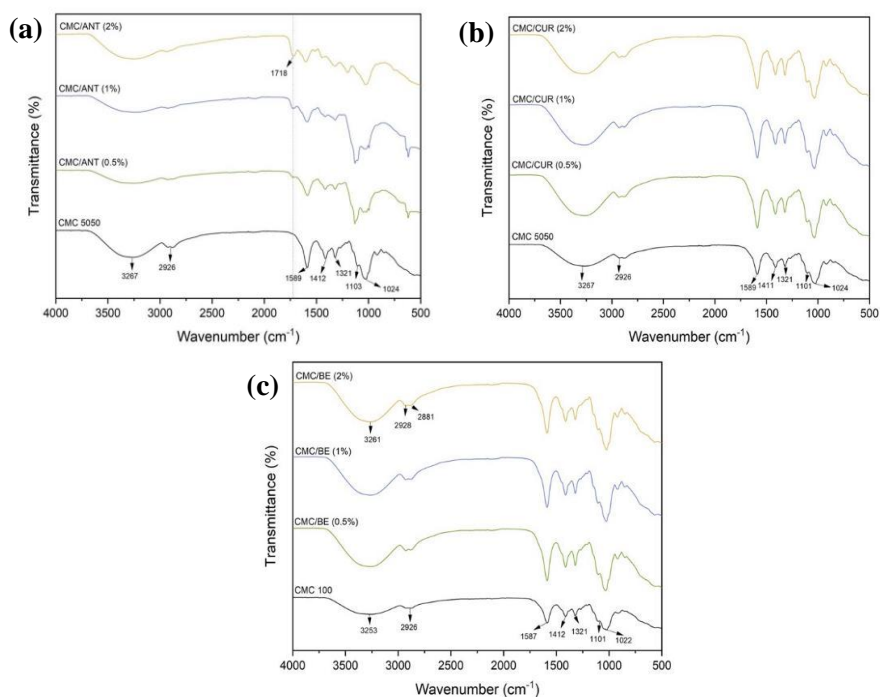 (a)
CMC/ANT (2%)
1718
CMC/ANT (1%)
CMC/ANT (0.5%)
CMC 5050
3267
2926
1589
1412
1321
1103
1024
Transmittance (%)
4000 3500 3000 2500 2000 1500 1000 500
Wavenumber (cm⁻¹)
(b)
CMC/CUR (2%)
CMC/CUR (1%)
CMC/CUR (0.5%)
CMC 5050
3267
2926
1589
1411
1321
1101
1024
Transmittance (%)
4000 3500 3000 2500 2000 1500 1000 500
Wavenumber (cm⁻¹)
(c)
CMC/BE (2%)
3261
2928
2881
CMC/BE (1%)
CMC/BE (0.5%)
CMC 100
3253
2926
1587
1412
1321
1101
1022
Transmittance (%)
4000 3500 3000 2500 2000 1500 1000 500
Wavenumber (cm⁻¹)